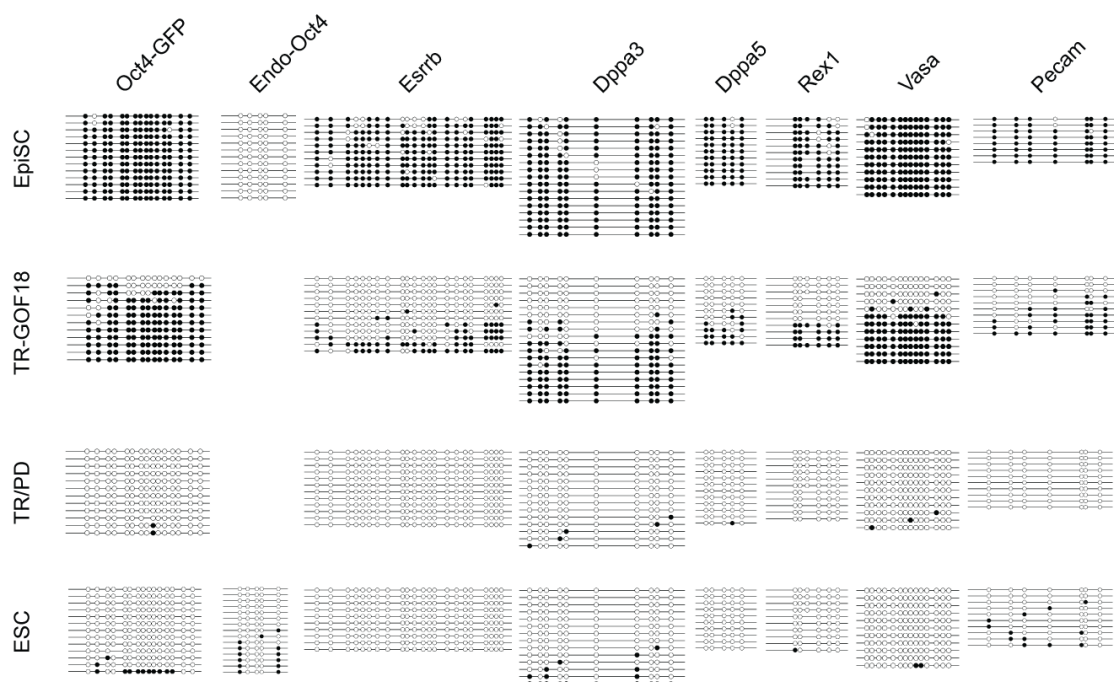 Oct4-GFP
Endo-Oct4
Esrrb
Dppa3
Dppa5
Rex1
Vasa
Pecam
EpiSC
TR-GOF18
TR/PD
ESC